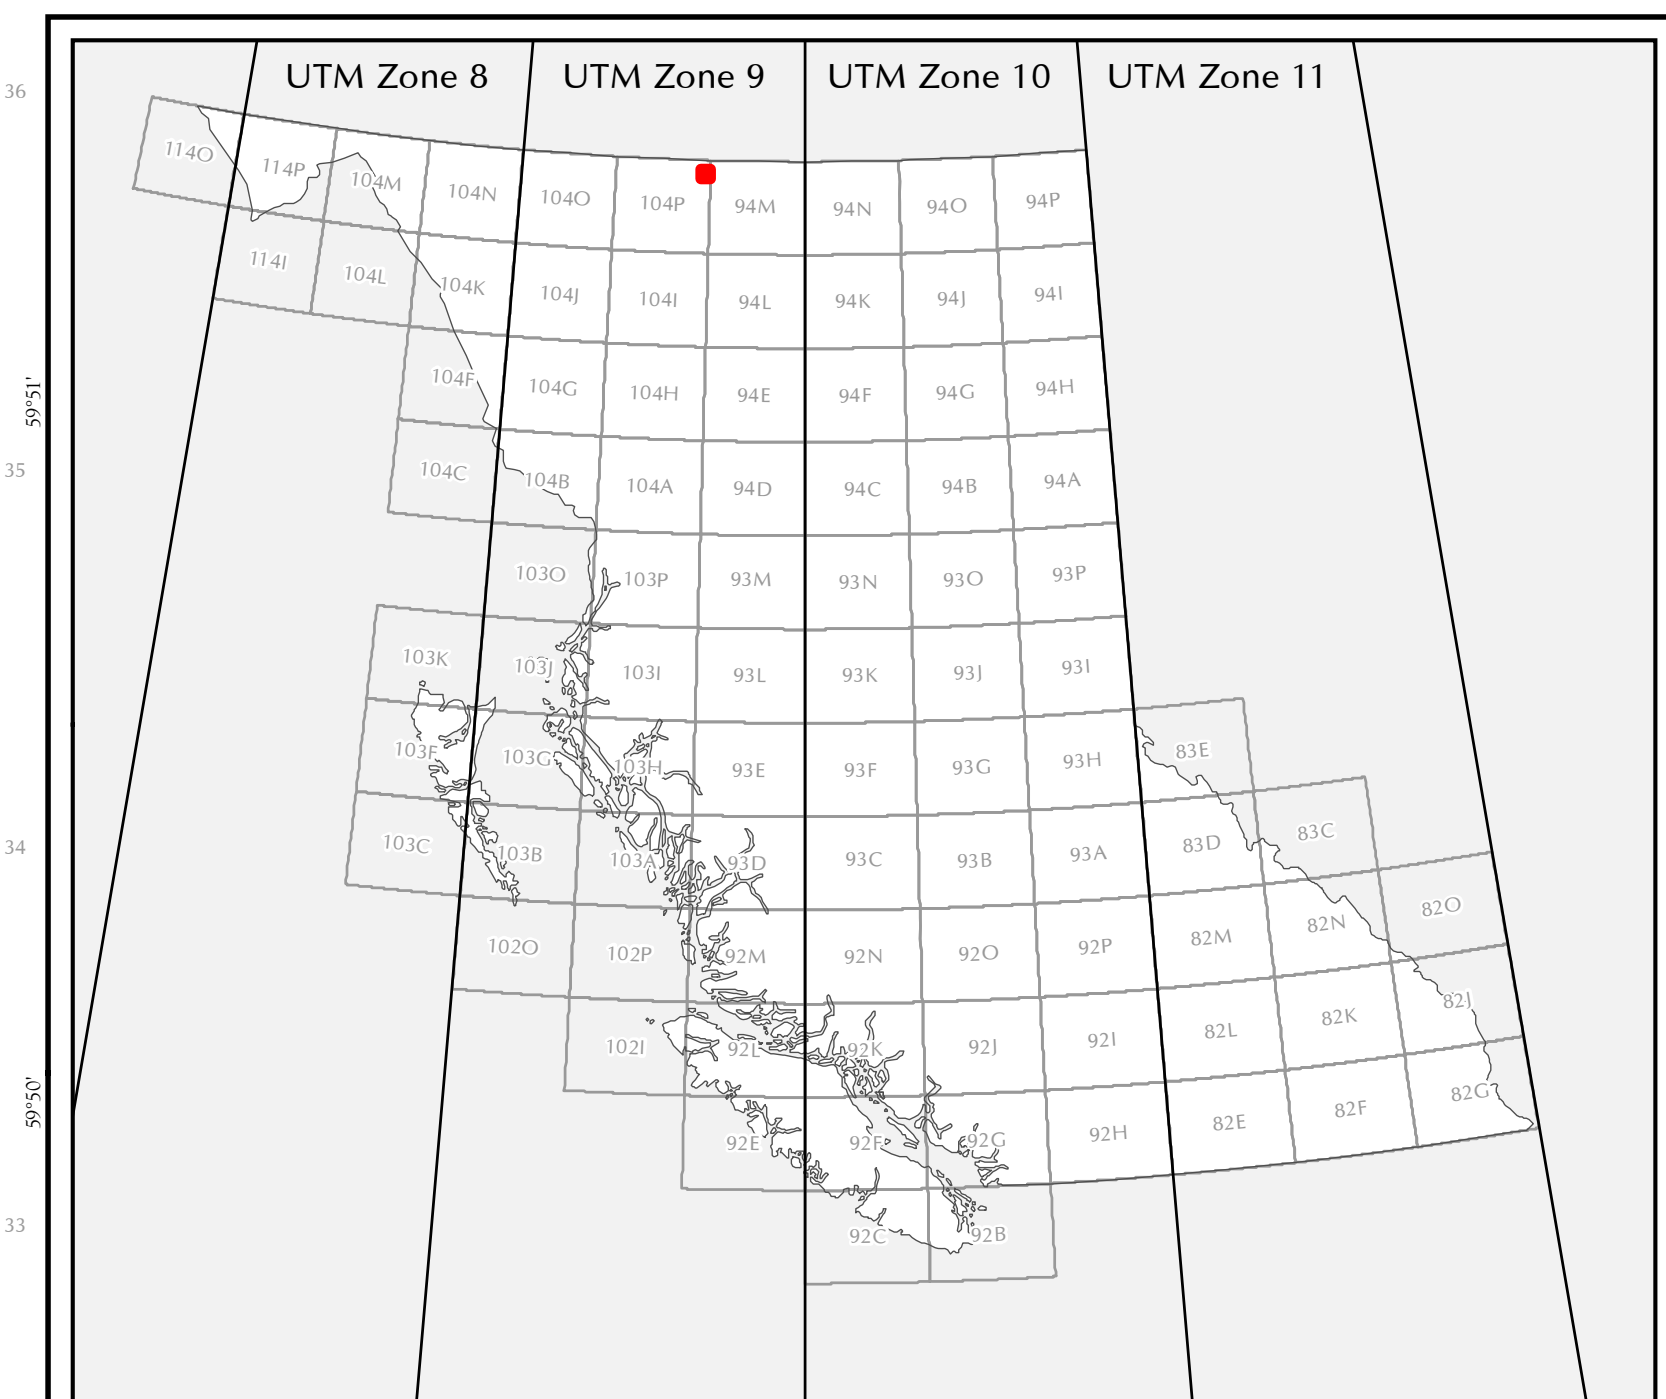 UTM Zone 8 UTM Zone 9 UTM Zone 10 UTM Zone 11
36
114O 114P 104M 104N 104O 104P 94M 94N 94O 94P
114I 104L 104K 104J 104I 94L 94K 94J 94I
59°51'
104F 104G 104H 94E 94F 94G 94H
35
104C 104B 104A 94D 94C 94B 94A
103O 103P 93M 93N 93O 93P
103K 103J 103I 93L 93K 93J 93I
103F 103G 103H 93E 93F 93G 93H 83E
34
103C 103B 103A 93D 93C 93B 93A 83D 83C
102O 102P 92M 92N 92O 92P 82M 82N 82O
102I 92L 92K 92J 92I 82L 82K 82J
59°50'
92E 92F 92G 92H 82E 82F 82G
33
92C 92B